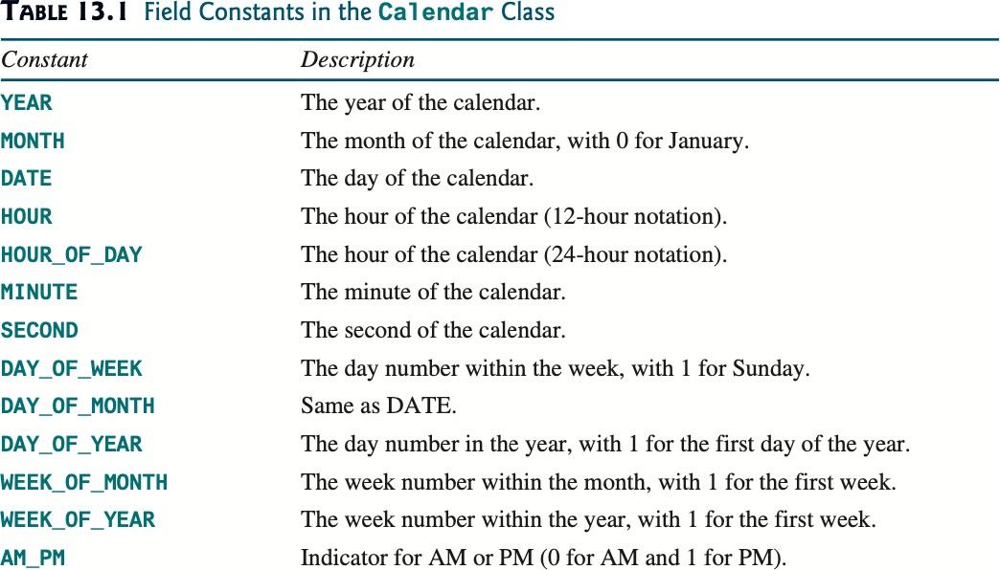 TABLE 13.1 Field Constants in the Calendar Class
Constant Description
YEAR The year of the calendar.
MONTH The month of the calendar, with 0 for January.
DATE The day of the calendar.
HOUR The hour of the calendar (12-hour notation).
HOUR_OF_DAY The hour of the calendar (24-hour notation).
MINUTE The minute of the calendar.
SECOND The second of the calendar.
DAY_OF_WEEK The day number within the week, with 1 for Sunday.
DAY_OF_MONTH Same as DATE.
DAY_OF_YEAR The day number in the year, with 1 for the first day of the year.
WEEK_OF_MONTH The week number within the month, with 1 for the first week.
WEEK_OF_YEAR The week number within the year, with 1 for the first week.
AM_PM Indicator for AM or PM (0 for AM and 1 for PM).